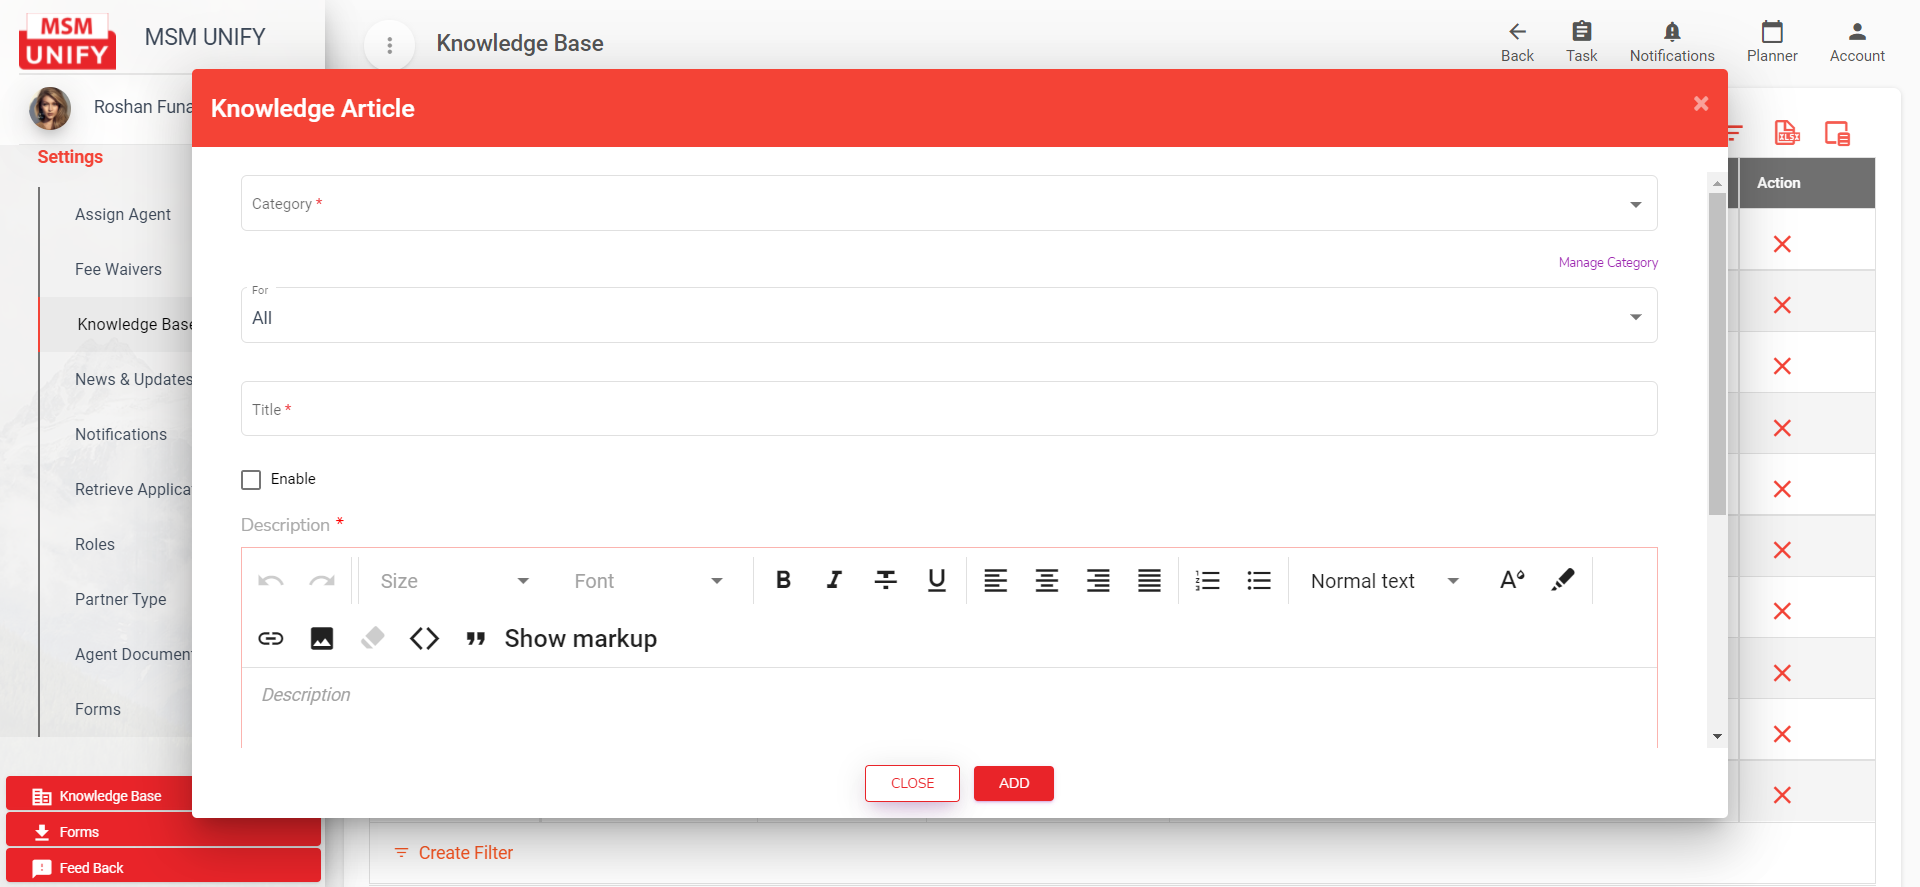 MSM
UNIFY
MSM UNIFY
Knowledge Base
Back
Task
Notifications
Planner
Account
Roshan Funa
Settings
Assign Agent
Fee Waivers
Knowledge Base
News & Updates
Notifications
Retrieve Applica
Roles
Partner Type
Agent Documen
Forms
Knowledge Base
Forms
Feed Back
Knowledge Article
×
Category *
Manage Category
For
All
Title *
Enable
Description *
Size
Font
B I U
Normal text
A
Show markup
Description
CLOSE
ADD
Action
Create Filter